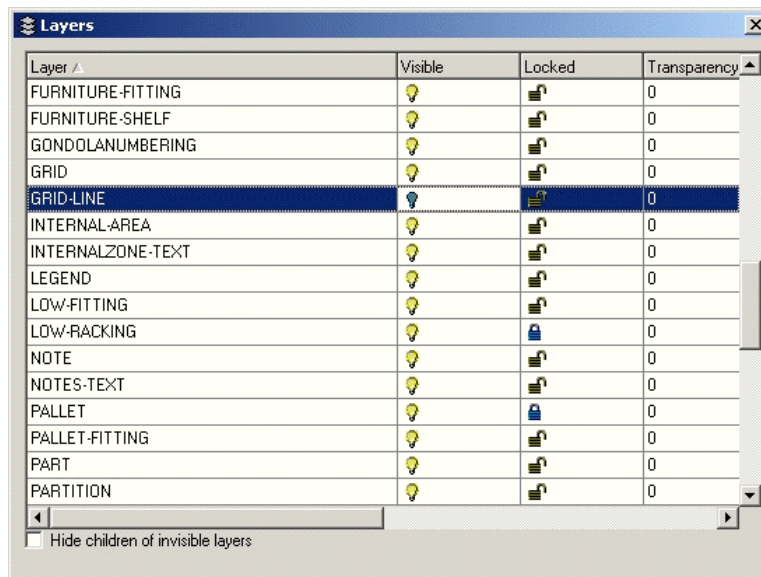 Layers
Layer Visible Locked Transparency
FURNITURE-FITTING 0
FURNITURE-SHELF 0
GONDOLANUMBERING 0
GRID 0
GRID-LINE 0
INTERNAL-AREA 0
INTERNALZONE-TEXT 0
LEGEND 0
LOW-FITTING 0
LOW-RACKING 0
NOTE 0
NOTES-TEXT 0
PALLET 0
PALLET-FITTING 0
PART 0
PARTITION 0
Hide children of invisible layers